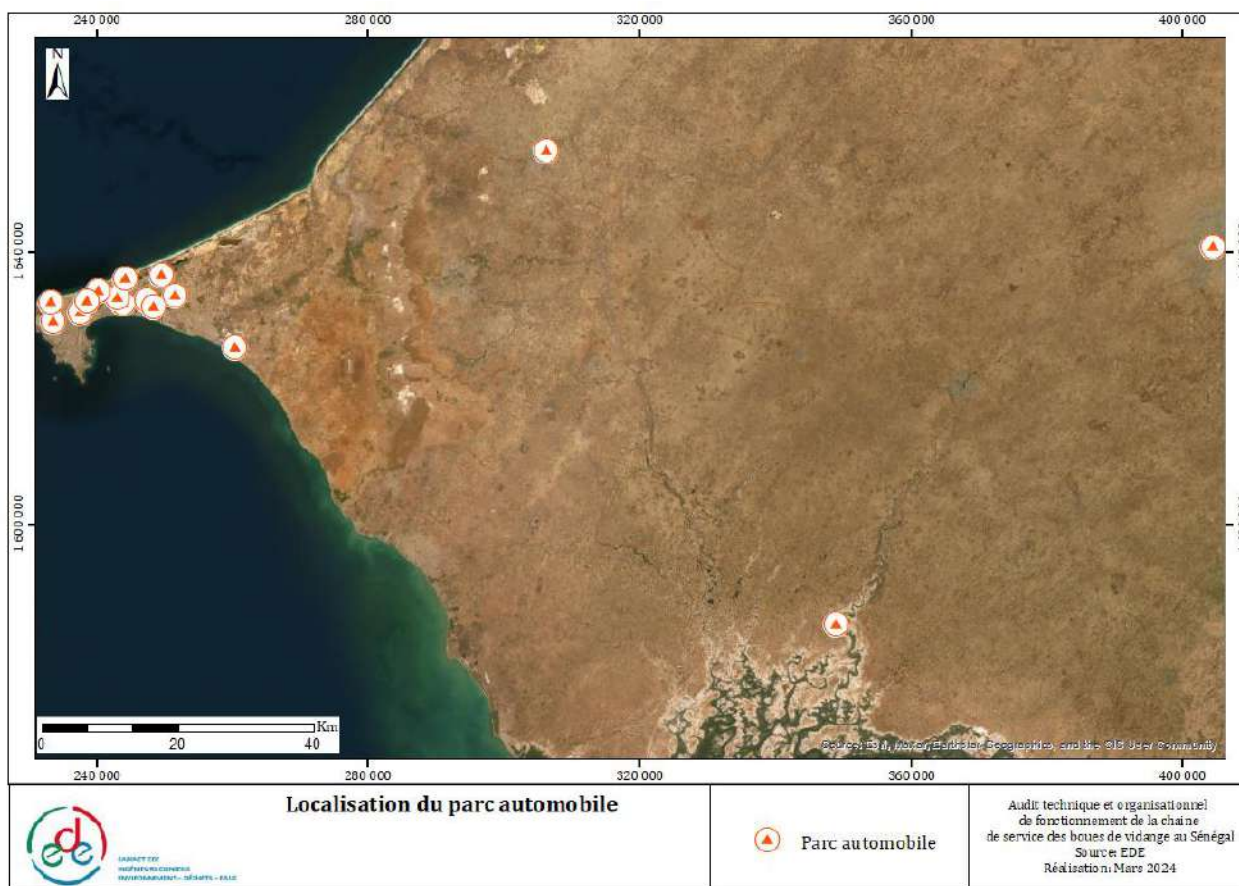 240 000 280 000 320 000 360 000 400 000
N
1 640 000
1 600 000
Km
0 20 40
Source: Esri, Maxar, Earthstar Geographics, and the GIS User Community
240 000 280 000 320 000 360 000 400 000
Localisation du parc automobile
ede
Parc automobile
Audit technique et organisationnel
de fonctionnement de la chaine
de service des boues de vidange au Sénégal
Source: EDE
Réalisation: Mars 2024